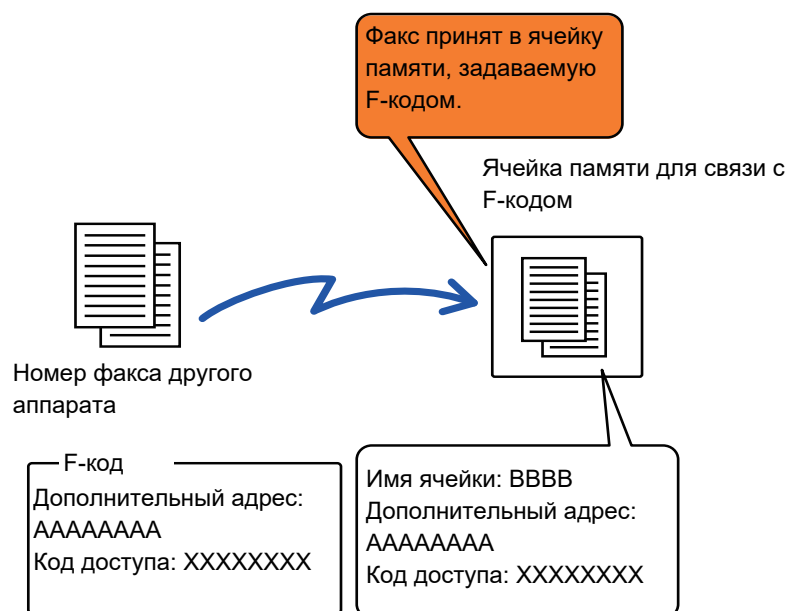 Факс принят в ячейку
памяти, задаваемую
F-кодом.
Ячейка памяти для связи с
F-кодом
Номер факса другого
аппарата
F-код
Дополнительный адрес:
AAAAAAAA
Код доступа: XXXXXXXX
Имя ячейки: BBBB
Дополнительный адрес:
AAAAAAAA
Код доступа: XXXXXXXX